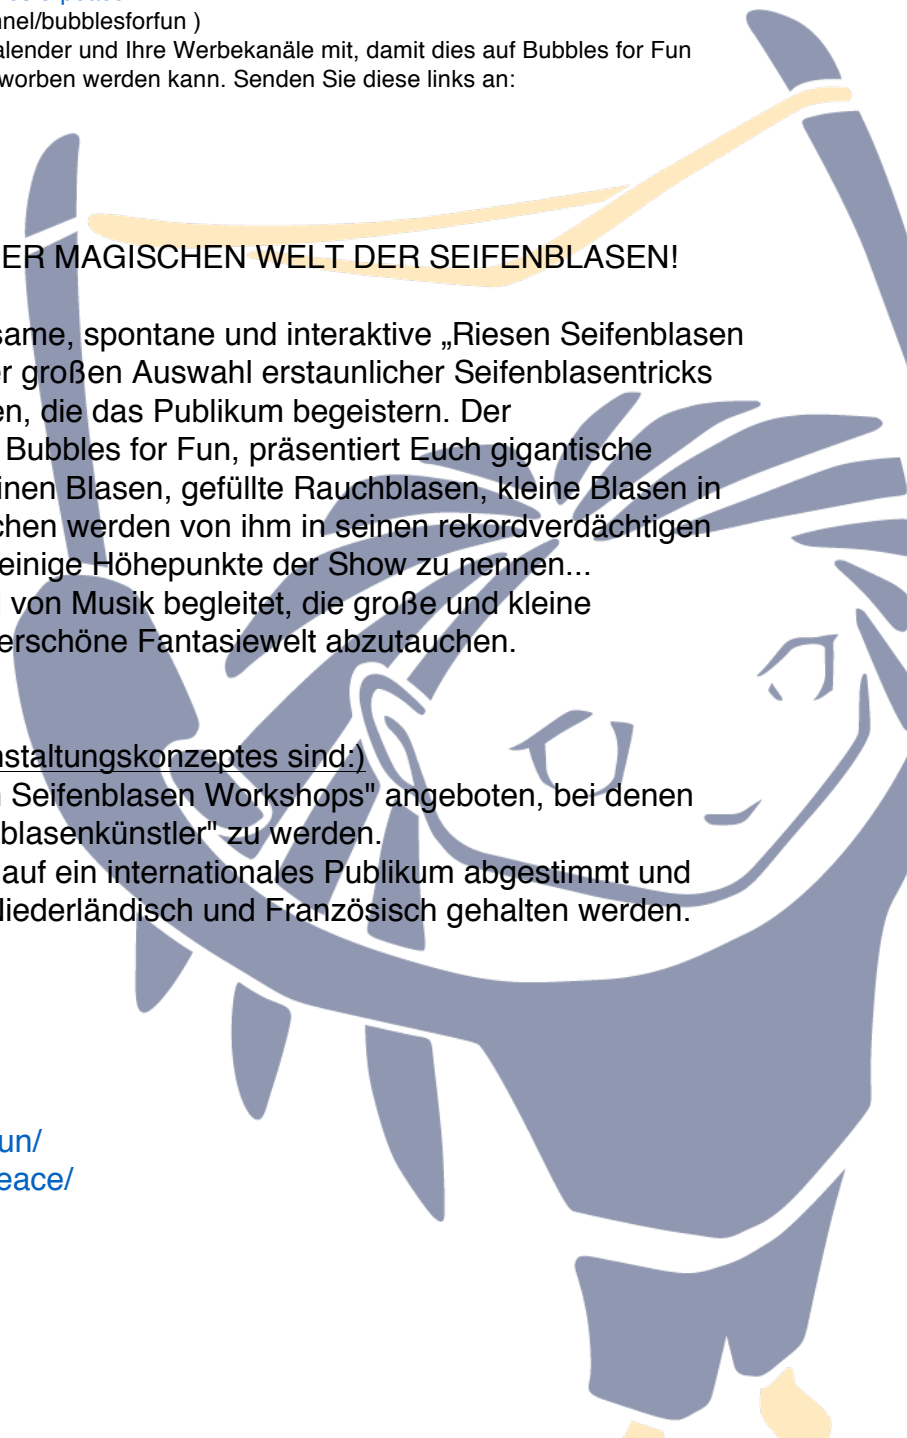 nnel/bubblesforfun )
alender und Ihre Werbekanäle mit, damit dies auf Bubbles for Fun
worben werden kann. Senden Sie diese links an:
ER MAGISCHEN WELT DER SEIFENBLASEN!
same, spontane und interaktive „Riesen Seifenblasen
er großen Auswahl erstaunlicher Seifenblasentricks
en, die das Publikum begeistern. Der
Bubbles for Fun, präsentiert Euch gigantische
inen Blasen, gefüllte Rauchblasen, kleine Blasen in
chen werden von ihm in seinen rekordverdächtigen
einige Höhepunkte der Show zu nennen...
von Musik begleitet, die große und kleine
erschöne Fantasiewelt abzutauchen.
nstaltungskonzeptes sind:)
n Seifenblasen Workshops" angeboten, bei denen
blasenkünstler" zu werden.
auf ein internationales Publikum abgestimmt und
Niederländisch und Französisch gehalten werden.
un/
eace/